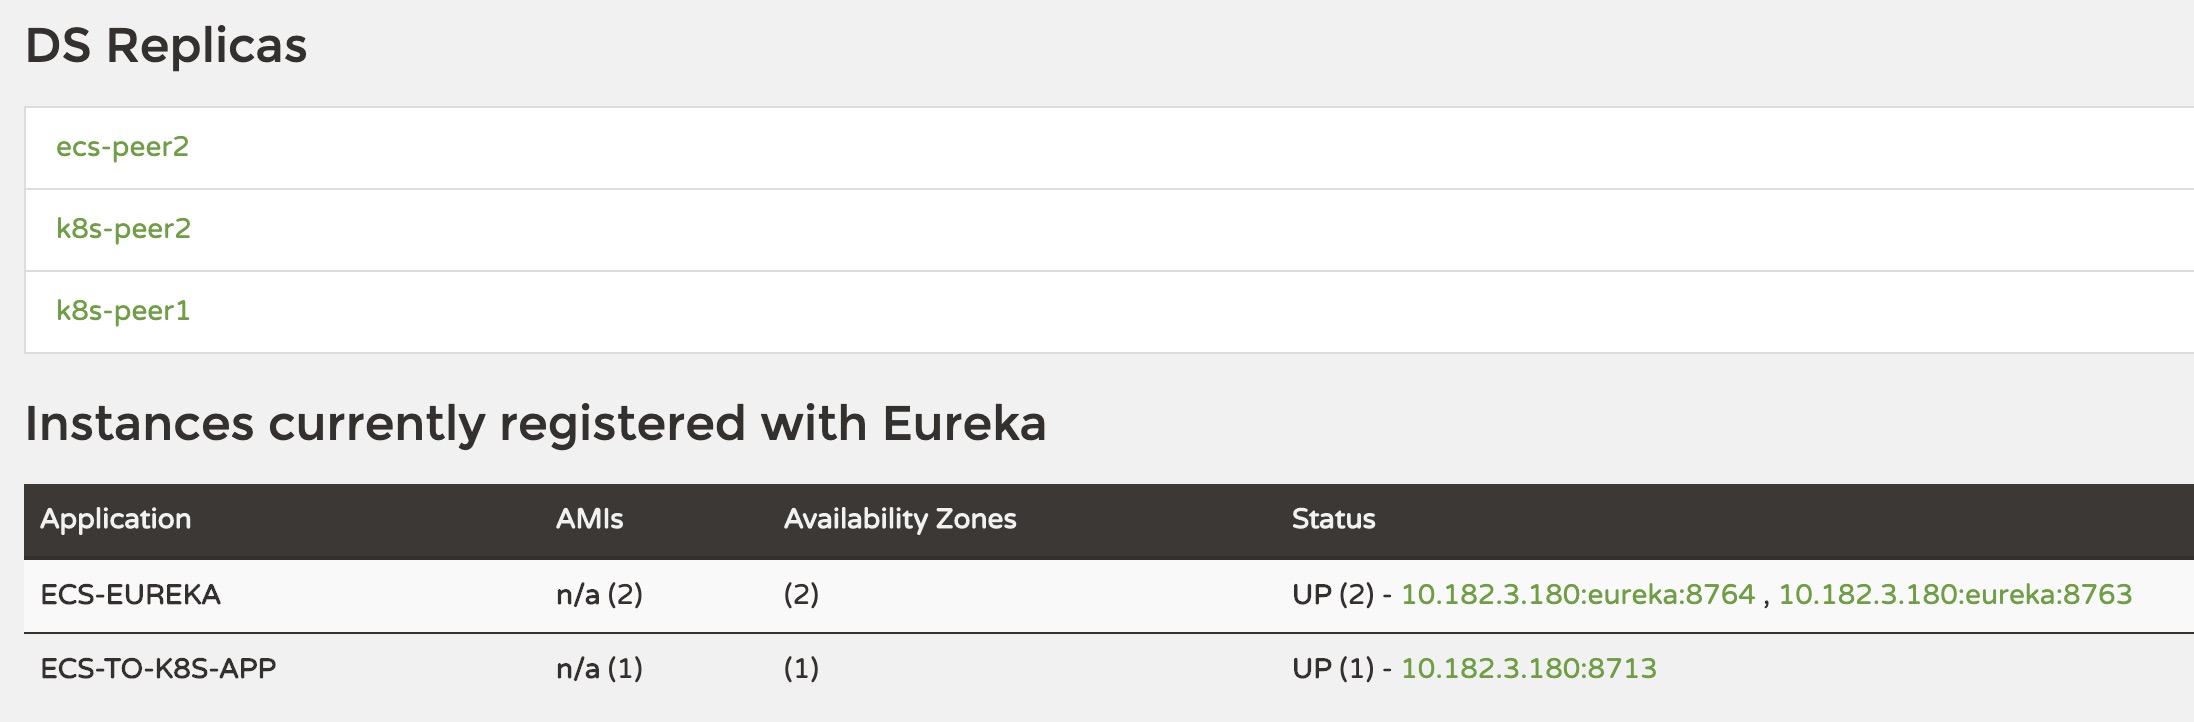 DS Replicas
ecs-peer2
k8s-peer2
k8s-peer1
Instances currently registered with Eureka
Application AMIs Availability Zones Status
ECS-EUREKA n/a (2) (2) UP (2) - 10.182.3.180:eureka:8764 , 10.182.3.180:eureka:8763
ECS-TO-K8S-APP n/a (1) (1) UP (1) - 10.182.3.180:8713